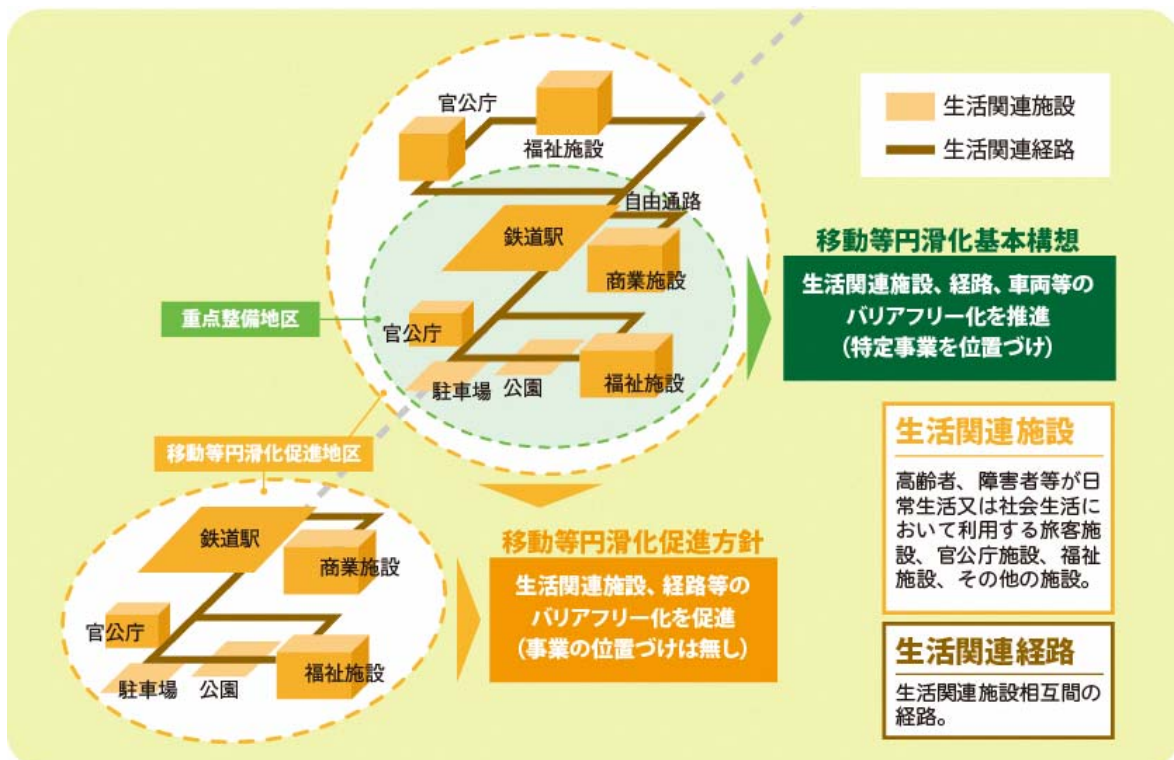 官公庁
福祉施設
自由通路
鉄道駅
商業施設
官公庁
駐車場
公園
福祉施設
重点整備地区
移動等円滑化促進地区
鉄道駅
商業施設
官公庁
駐車場
公園
福祉施設
生活関連施設
生活関連経路
移動等円滑化基本構想
生活関連施設、経路、車両等の
バリアフリー化を推進
(特定事業を位置づけ)
移動等円滑化促進方針
生活関連施設、経路等の
バリアフリー化を促進
(事業の位置づけは無し)
生活関連施設
高齢者、障害者等が日
常生活又は社会生活に
おいて利用する旅客施
設、官公庁施設、福祉
施設、その他の施設。
生活関連経路
生活関連施設相互間の
経路。